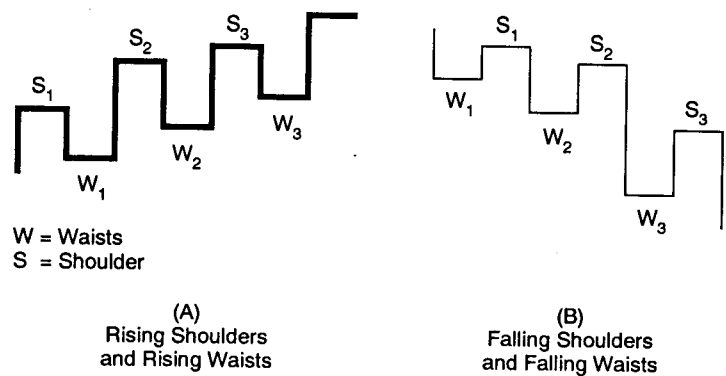 S1
S2
S3
W1
W2
W3
W = Waists
S = Shoulder
(A)
Rising Shoulders
and Rising Waists
S1
S2
S3
W1
W2
W3
(B)
Falling Shoulders
and Falling Waists